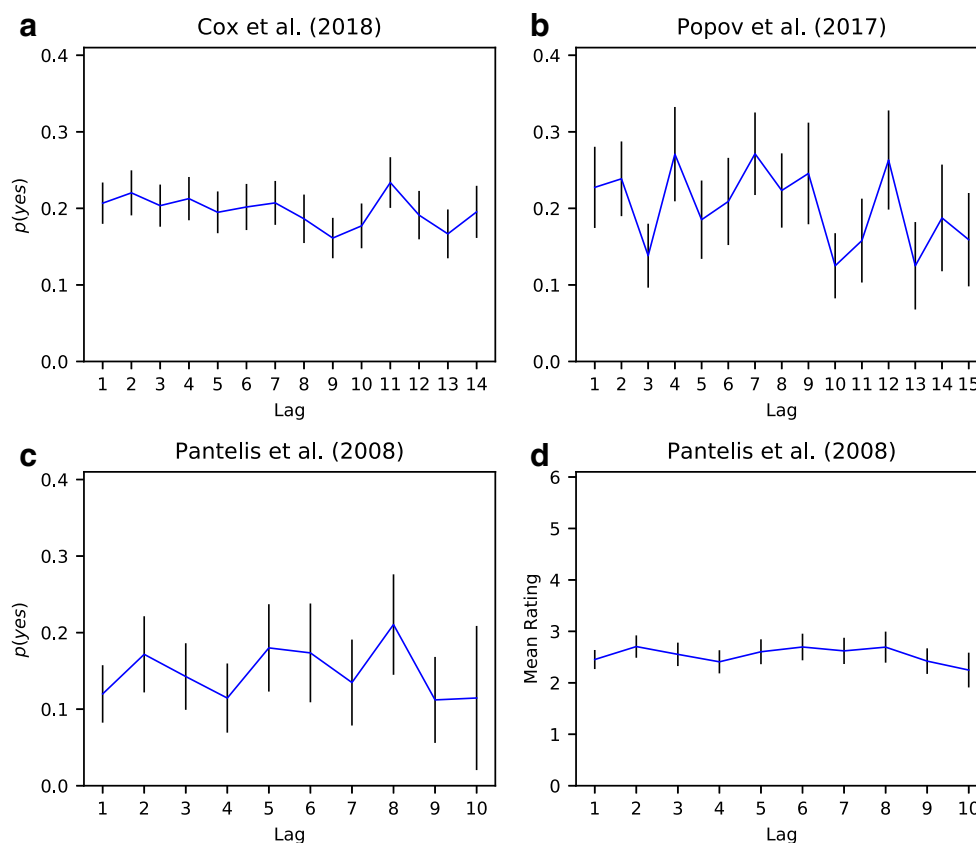 a
Cox et al. (2018)
0.4
0.3
0.2
0.1
0.0
p(yes)
1 2 3 4 5 6 7 8 9 10 11 12 13 14
Lag
b
Popov et al. (2017)
0.4
0.3
0.2
0.1
0.0
1 2 3 4 5 6 7 8 9 10 11 12 13 14 15
Lag
c
Pantelis et al. (2008)
0.4
0.3
0.2
0.1
0.0
p(yes)
1 2 3 4 5 6 7 8 9 10
Lag
d
Pantelis et al. (2008)
6
5
4
3
2
1
0
Mean Rating
1 2 3 4 5 6 7 8 9 10
Lag